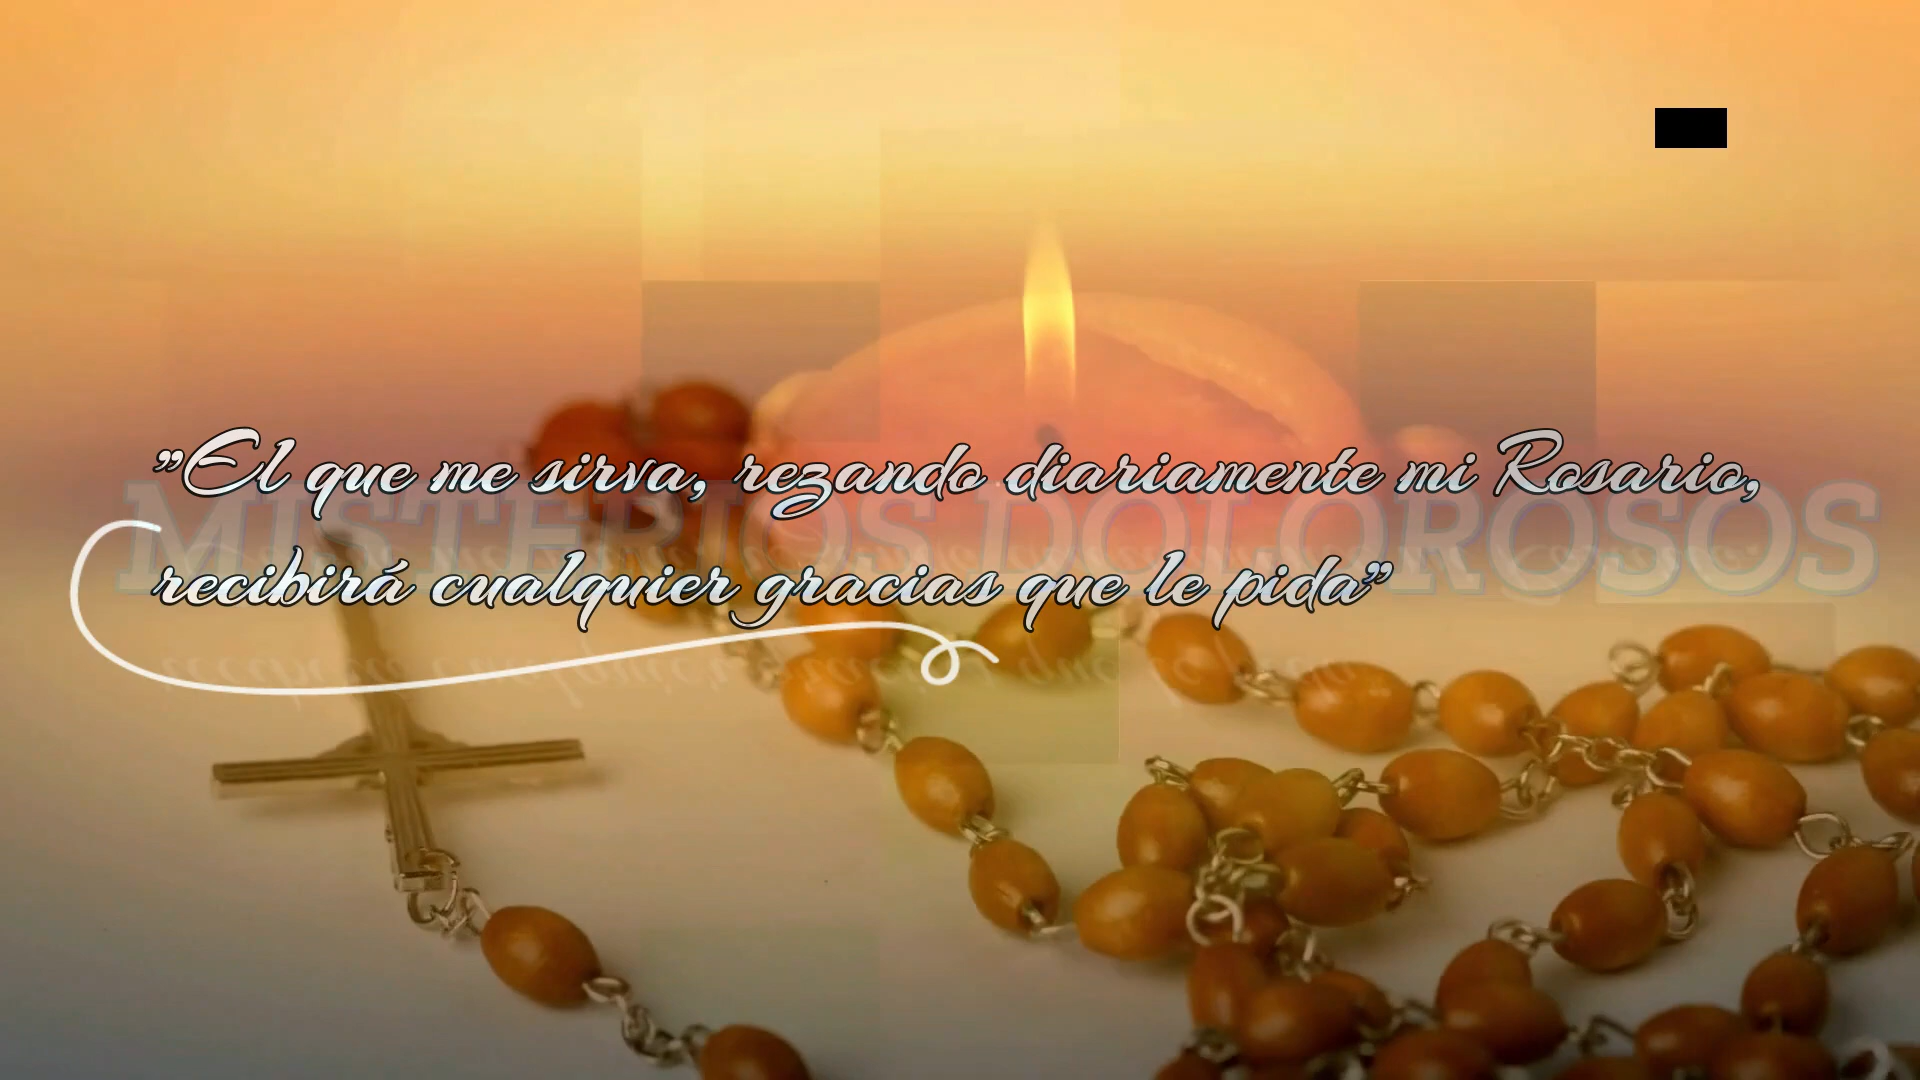 ”El que me sirva, rezando diariamente mi Rosario,
MISTERIOS DOLOROSOS
recibirá cualquier gracias que le pida”